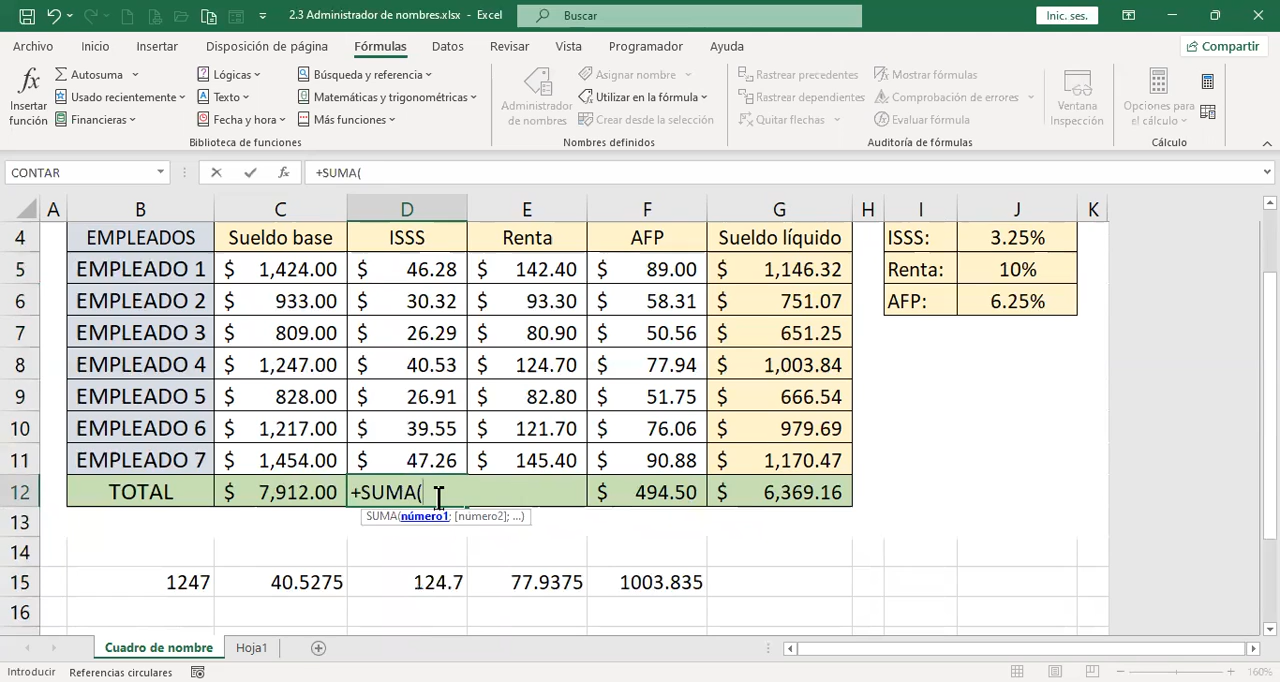 2.3 Administrador de nombres.xlsx - Excel
Buscar
Inic. ses.
Archivo Inicio Insertar Disposición de página Fórmulas Datos Revisar Vista Programador Ayuda
Compartir
Insertar función
Autosuma
Usado recientemente
Financieras
Lógicas
Texto
Fecha y hora
Búsqueda y referencia
Matemáticas y trigonométricas
Más funciones
Biblioteca de funciones
Administrador de nombres
Asignar nombre
Utilizar en la fórmula
Crear desde la selección
Nombres definidos
Rastrear precedentes
Rastrear dependientes
Quitar flechas
Mostrar fórmulas
Comprobación de errores
Evaluar fórmula
Auditoría de fórmulas
Ventana Inspección
Opciones para el cálculo
Cálculo
CONTAR
fx +SUMA(
A B C D E F G H I J K
4 EMPLEADOS Sueldo base ISSS Renta AFP Sueldo líquido ISSS: 3.25%
5 EMPLEADO 1 $ 1,424.00 $ 46.28 $ 142.40 $ 89.00 $ 1,146.32 Renta: 10%
6 EMPLEADO 2 $ 933.00 $ 30.32 $ 93.30 $ 58.31 $ 751.07 AFP: 6.25%
7 EMPLEADO 3 $ 809.00 $ 26.29 $ 80.90 $ 50.56 $ 651.25
8 EMPLEADO 4 $ 1,247.00 $ 40.53 $ 124.70 $ 77.94 $ 1,003.84
9 EMPLEADO 5 $ 828.00 $ 26.91 $ 82.80 $ 51.75 $ 666.54
10 EMPLEADO 6 $ 1,217.00 $ 39.55 $ 121.70 $ 76.06 $ 979.69
11 EMPLEADO 7 $ 1,454.00 $ 47.26 $ 145.40 $ 90.88 $ 1,170.47
12 TOTAL $ 7,912.00 +SUMA( $ 494.50 $ 6,369.16
SUMA(número1; [numero2]; ...)
13
14
15 1247 40.5275 124.7 77.9375 1003.835
16
Cuadro de nombre Hoja1
Introducir Referencias circulares 160%